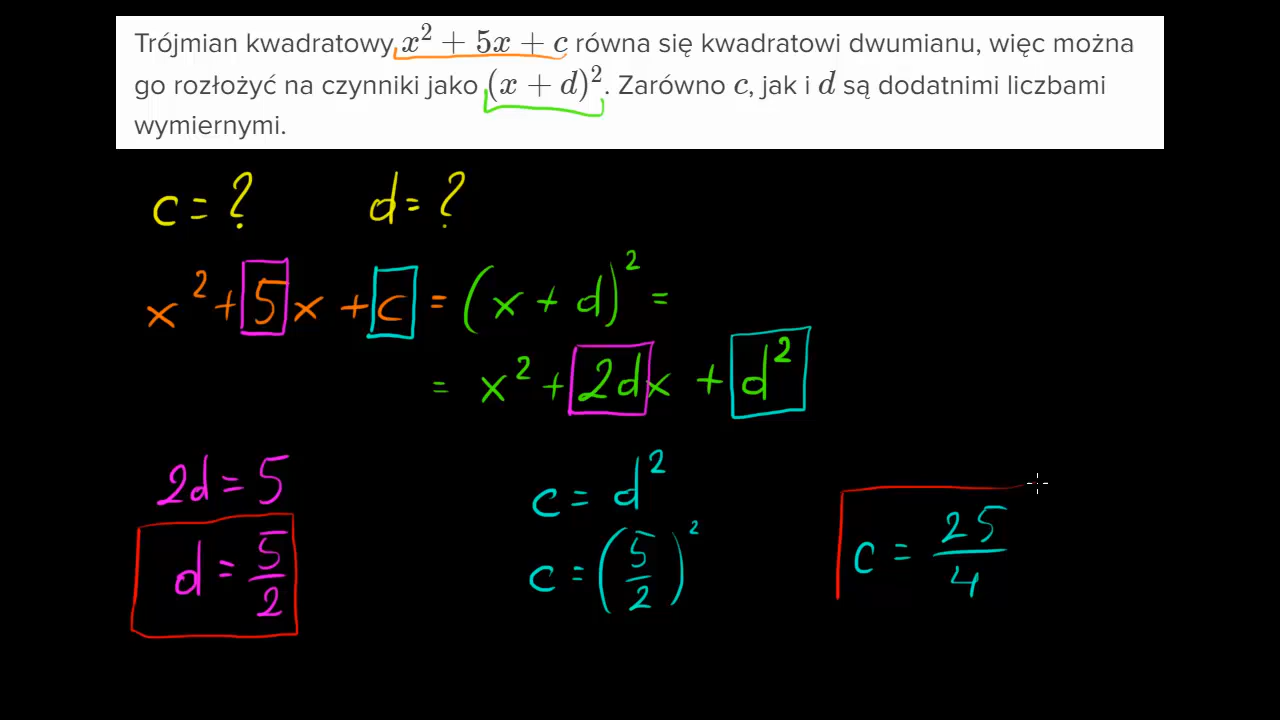 Trójmian kwadratowy x² + 5x + c równa się kwadratowi dwumianu, więc można
go rozłożyć na czynniki jako (x + d)². Zarówno c, jak i d są dodatnimi liczbami
wymiernymi.
c = ? d = ?
x² + 5x + c = (x + d)² =
= x² + 2dx + d²
2d = 5
d = 5/2
c = d²
c = (5/2)²
c = 25/4